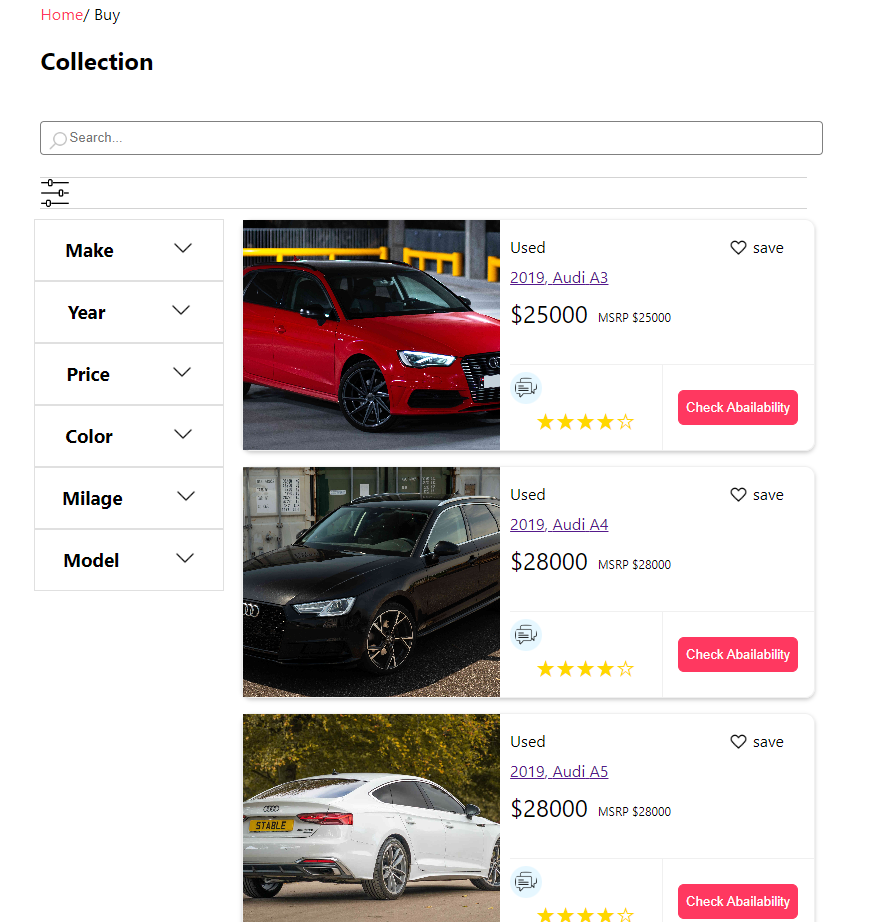 Home/ Buy
Collection
Search...
Make
Year
Price
Color
Milage
Model
Used
save
2019, Audi A3
$25000 MSRP $25000
★★★★☆
Check Abailability
Used
save
2019, Audi A4
$28000 MSRP $28000
★★★★☆
Check Abailability
STABLE
Used
save
2019, Audi A5
$28000 MSRP $28000
★★★★☆
Check Abailability